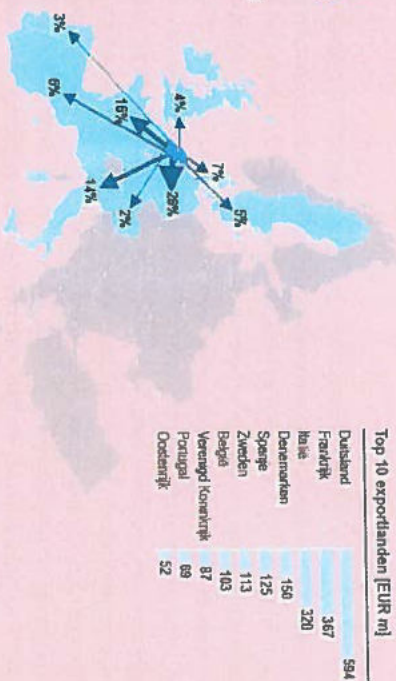 Top 10 exportlanden [EUR m]
Duitsland 594
Frankrijk 367
Italië 320
Denemarken 150
Spanje 125
Zweden 113
België 103
Verenigd Koninkrijk 87
Portugal 69
Oostenrijk 52
5%
7%
4%
26%
2%
16%
14%
6%
3%